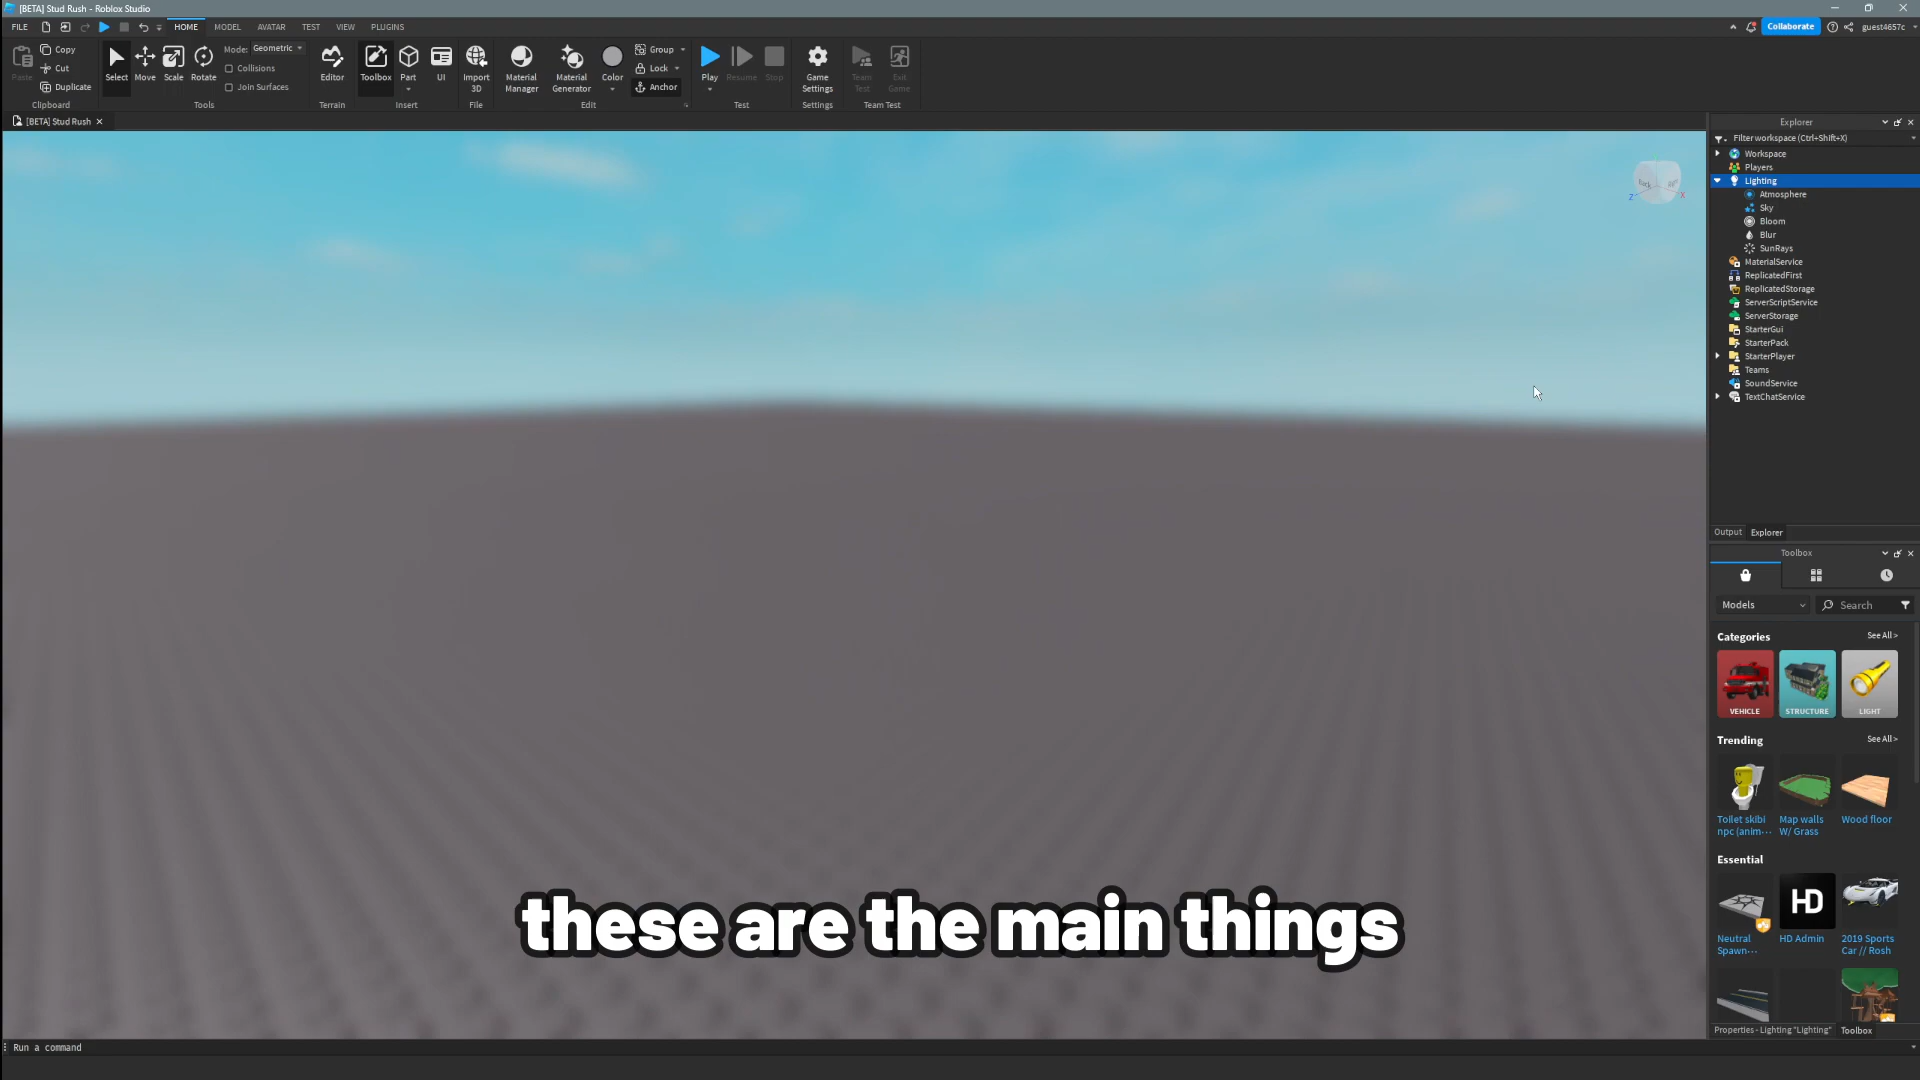 [BETA] Stud Rush - Roblox Studio
FILE HOME MODEL AVATAR TEST VIEW PLUGINS
Collaborate guest4657c
Paste Copy Cut Duplicate
Clipboard
Select Move Scale Rotate
Mode: Geometric
Collisions
Join Surfaces
Tools
Editor
Terrain
Toolbox Part UI
Insert
Import 3D
File
Material Manager Material Generator Color
Group
Lock
Anchor
Edit
Play Resume Stop
Test
Game Settings
Settings
Team Test Exit Game
Team Test
[BETA] Stud Rush
Explorer
Filter workspace (Ctrl+Shift+X)
Workspace
Players
Lighting
Atmosphere
Sky
Bloom
Blur
SunRays
MaterialService
ReplicatedFirst
ReplicatedStorage
ServerScriptService
ServerStorage
StarterGui
StarterPack
StarterPlayer
Teams
SoundService
TextChatService
Back
Z X
Output Explorer
Toolbox
Models Search
Categories See All >
VEHICLE STRUCTURE LIGHT
Trending See All >
Toilet skibi npc (anim... Map walls W/ Grass Wood floor
Essential
HD
Neutral Spawn... HD Admin 2019 Sports Car // Rosh
Properties - Lighting "Lighting" Toolbox
these are the main things
Run a command